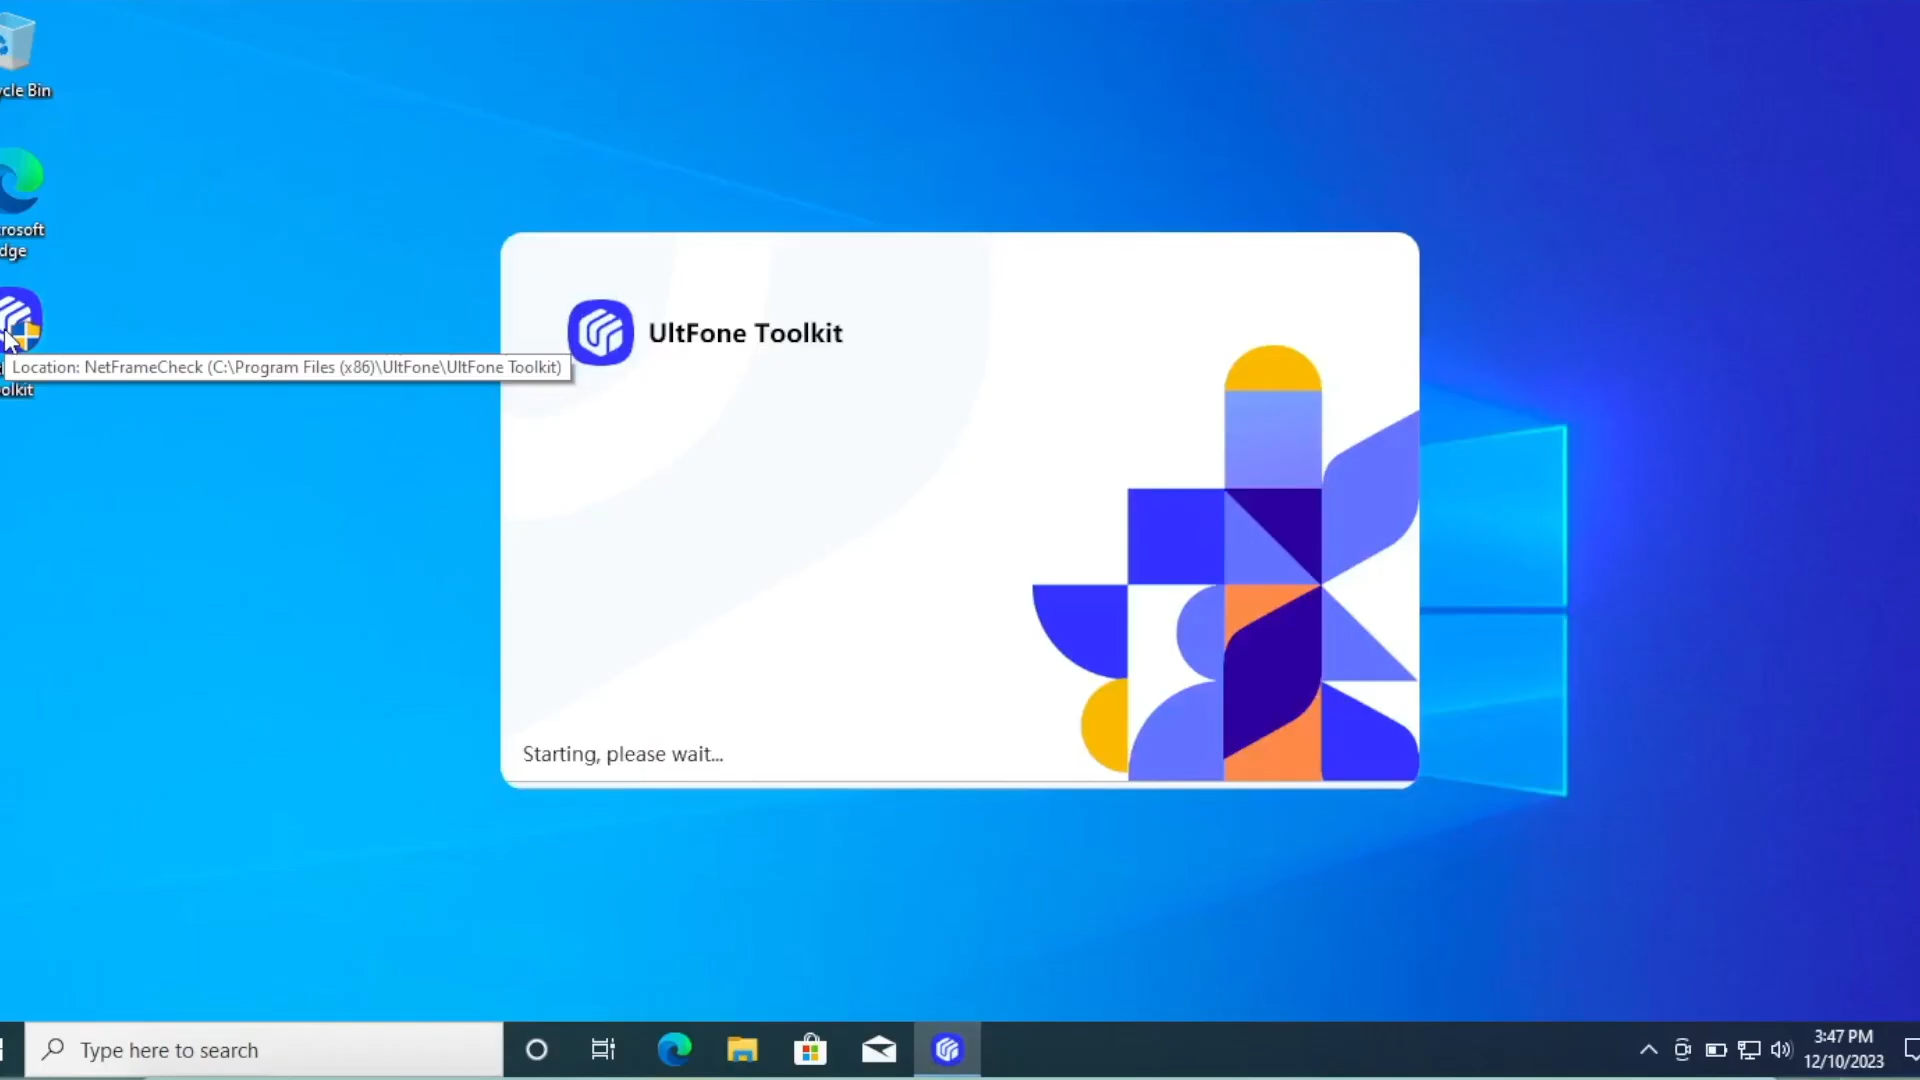 cle Bin
rosoft
dge
Location: NetFrameCheck (C:\Program Files (x86)\UltFone\UltFone Toolkit)
olkit
UltFone Toolkit
Starting, please wait...
Type here to search
3:47 PM
12/10/2023